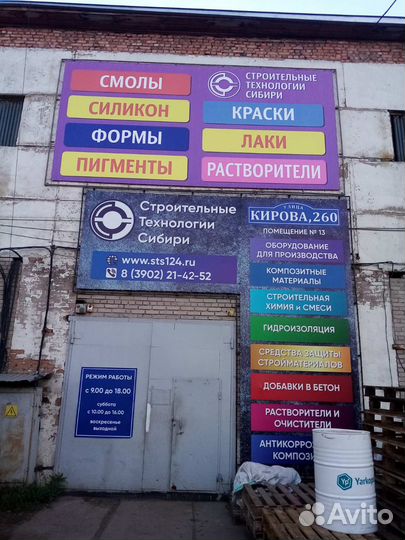 СМОЛЫ
СТРОИТЕЛЬНЫЕ
ТЕХНОЛОГИИ
СИБИРИ
СИЛИКОН
КРАСКИ
ФОРМЫ
ЛАКИ
ПИГМЕНТЫ
РАСТВОРИТЕЛИ
Строительные
Технологии
Сибири
www.sts124.ru
8 (3902) 21-42-52
УЛИЦА
КИРОВА, 260
ПОМЕЩЕНИЕ № 13
ОБОРУДОВАНИЕ
ДЛЯ ПРОИЗВОДСТВА
КОМПОЗИТНЫЕ
МАТЕРИАЛЫ
СТРОИТЕЛЬНАЯ
ХИМИЯ и СМЕСИ
ГИДРОИЗОЛЯЦИЯ
СРЕДСТВА ЗАЩИТЫ
СТРОЙМАТЕРИАЛОВ
ДОБАВКИ В БЕТОН
РАСТВОРИТЕЛИ И
ОЧИСТИТЕЛИ
РЕЖИМ РАБОТЫ
с 9.00 до 18.00
суббота
с 10.00 до 16.00
воскресенье
выходной
Avito